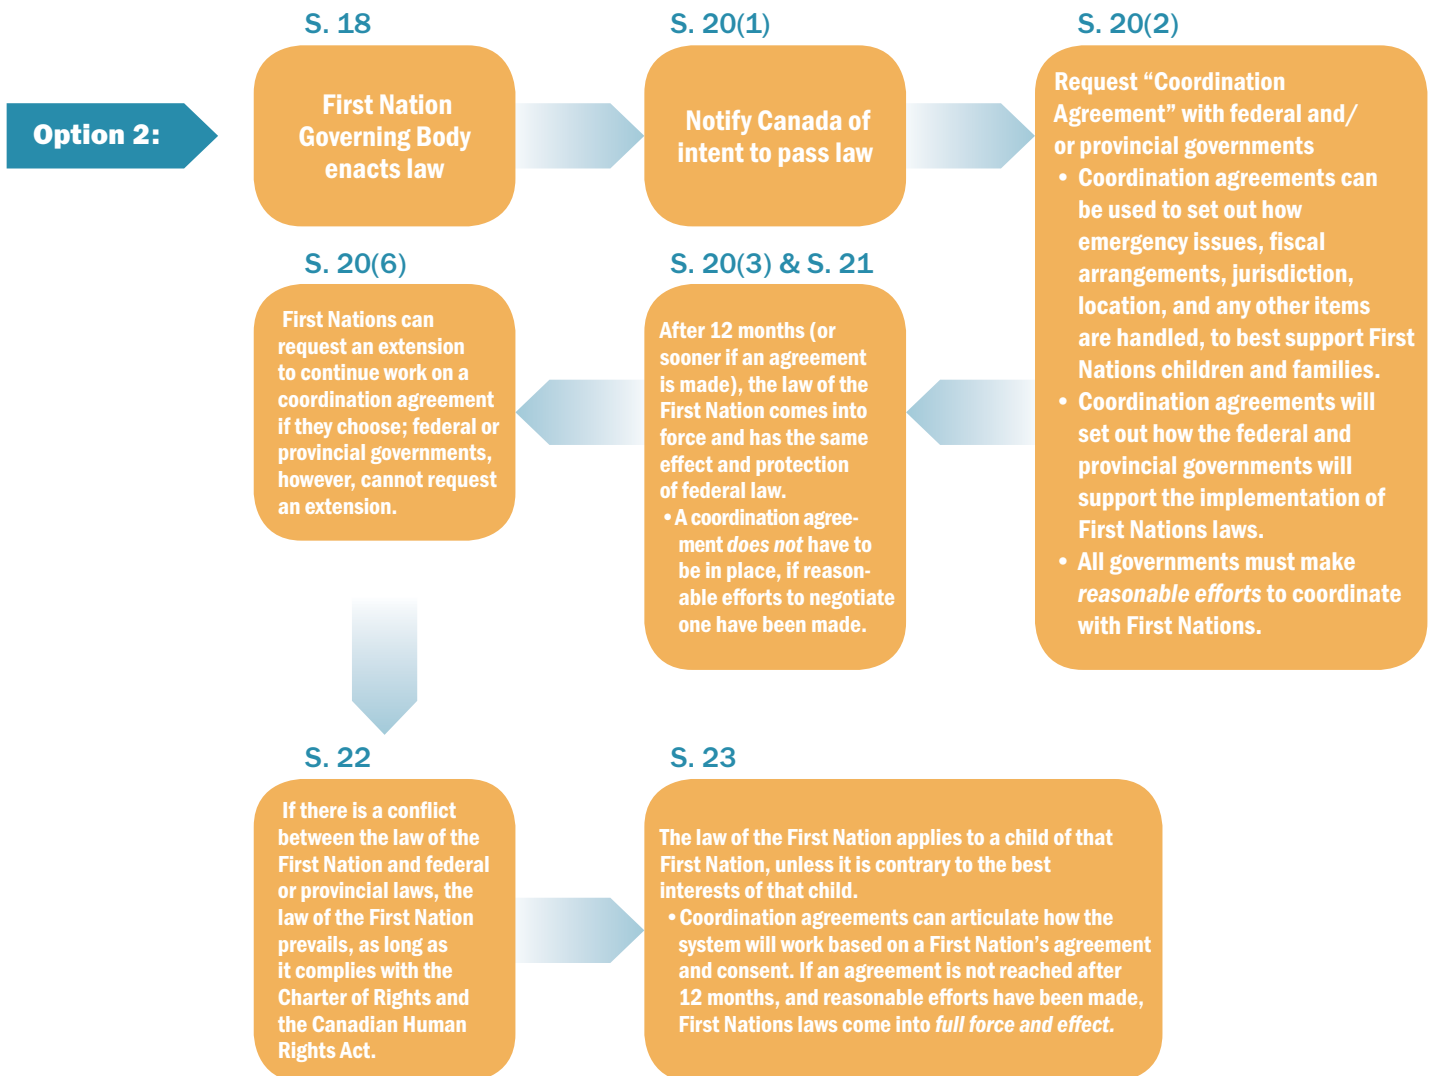 Option 2:
S. 18
First Nation
Governing Body
enacts law
S. 20(1)
Notify Canada of
intent to pass law
S. 20(2)
Request “Coordination
Agreement” with federal and/
or provincial governments
• Coordination agreements can
be used to set out how
emergency issues, fiscal
arrangements, jurisdiction,
location, and any other items
are handled, to best support First
Nations children and families.
• Coordination agreements will
set out how the federal and
provincial governments will
support the implementation of
First Nations laws.
• All governments must make
reasonable efforts to coordinate
with First Nations.
S. 20(3) & S. 21
After 12 months (or
sooner if an agreement
is made), the law of the
First Nation comes into
force and has the same
effect and protection
of federal law.
• A coordination agree-
ment does not have to
be in place, if reason-
able efforts to negotiate
one have been made.
S. 20(6)
First Nations can
request an extension
to continue work on a
coordination agreement
if they choose; federal or
provincial governments,
however, cannot request
an extension.
S. 22
If there is a conflict
between the law of the
First Nation and federal
or provincial laws, the
law of the First Nation
prevails, as long as
it complies with the
Charter of Rights and
the Canadian Human
Rights Act.
S. 23
The law of the First Nation applies to a child of that
First Nation, unless it is contrary to the best
interests of that child.
• Coordination agreements can articulate how the
system will work based on a First Nation’s agreement
and consent. If an agreement is not reached after
12 months, and reasonable efforts have been made,
First Nations laws come into full force and effect.